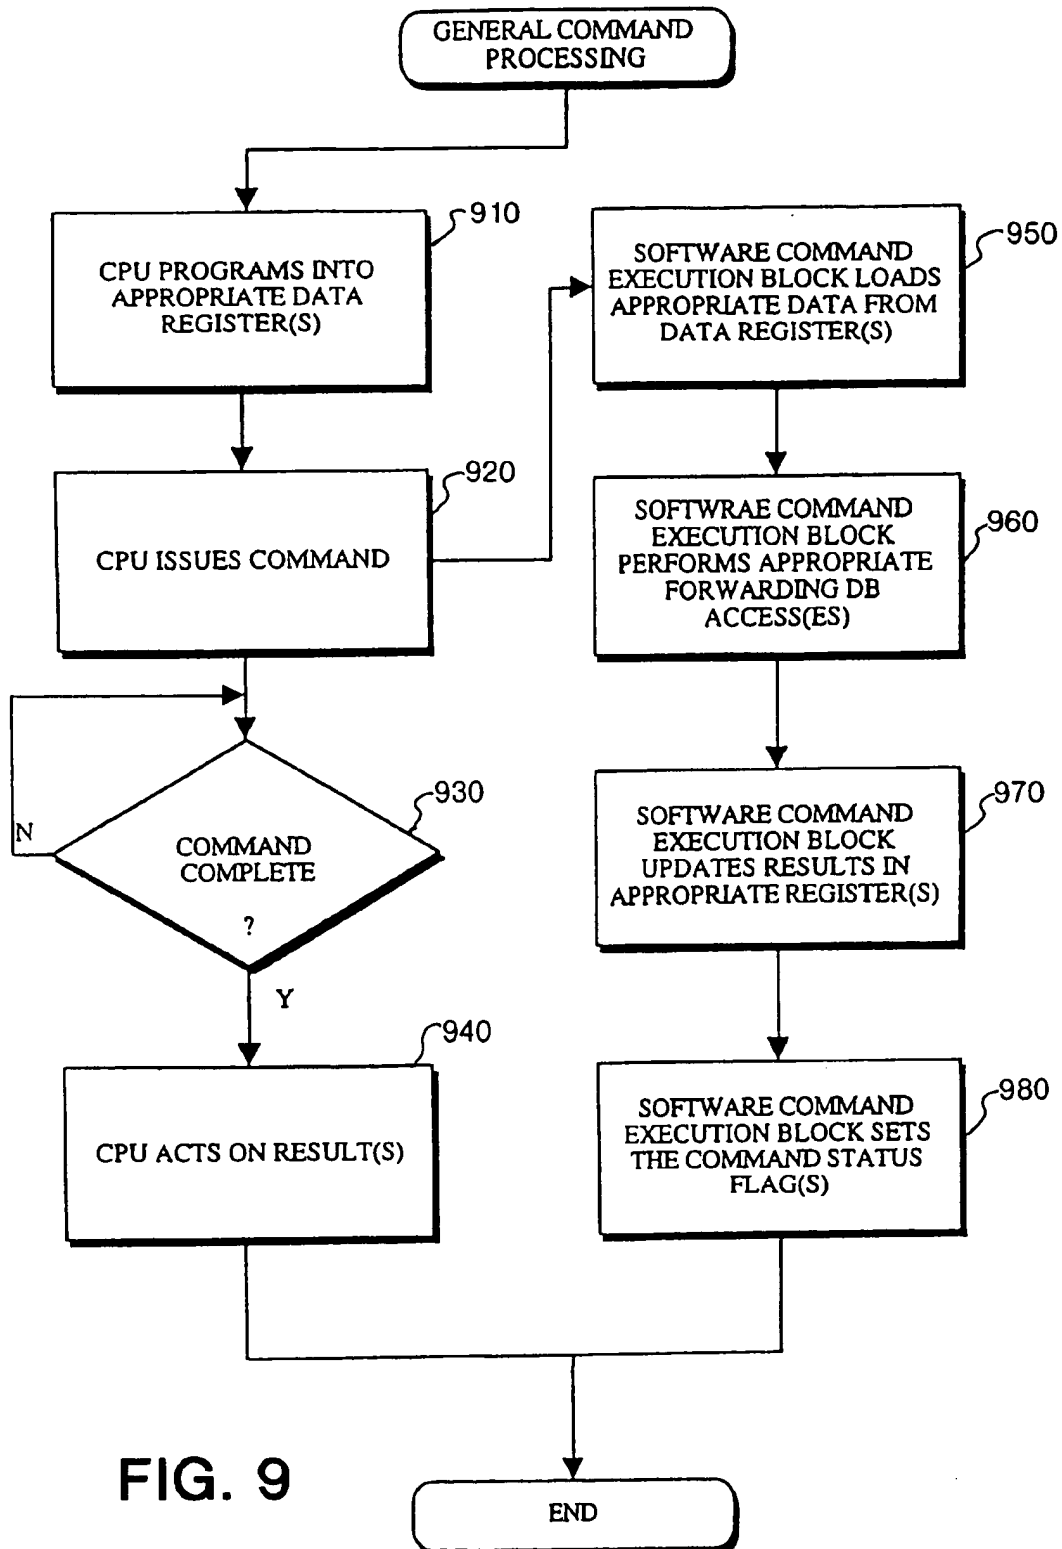 GENERAL COMMAND
PROCESSING
910
CPU PROGRAMS INTO
APPROPRIATE DATA
REGISTER(S)
920
CPU ISSUES COMMAND
930
COMMAND
COMPLETE
?
N
Y
940
CPU ACTS ON RESULT(S)
950
SOFTWARE COMMAND
EXECUTION BLOCK LOADS
APPROPRIATE DATA FROM
DATA REGISTER(S)
960
SOFTWRAE COMMAND
EXECUTION BLOCK
PERFORMS APPROPRIATE
FORWARDING DB
ACCESS(ES)
970
SOFTWARE COMMAND
EXECUTION BLOCK
UPDATES RESULTS IN
APPROPRIATE REGISTER(S)
980
SOFTWARE COMMAND
EXECUTION BLOCK SETS
THE COMMAND STATUS
FLAG(S)
END
FIG. 9